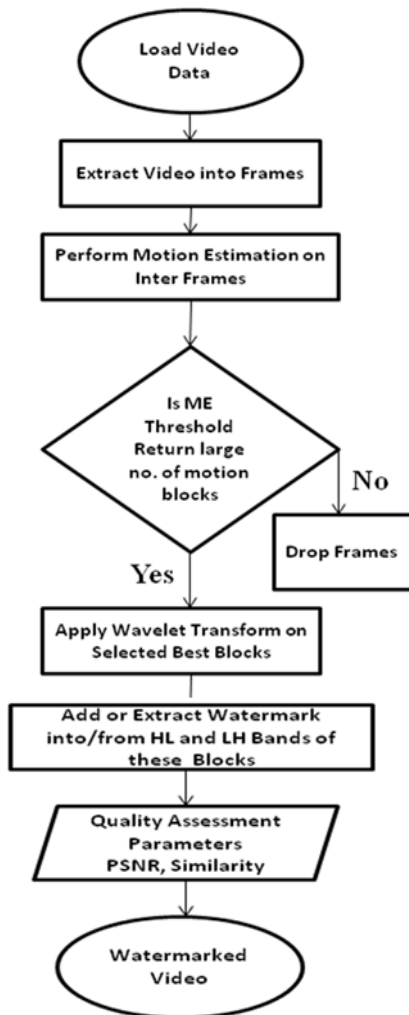 Load Video
Data
Extract Video into Frames
Perform Motion Estimation on
Inter Frames
Is ME
Threshold
Return large
no. of motion
blocks
No
Drop Frames
Yes
Apply Wavelet Transform on
Selected Best Blocks
Add or Extract Watermark
into/from HL and LH Bands of
these Blocks
Quality Assessment
Parameters
PSNR, Similarity
Watermarked
Video